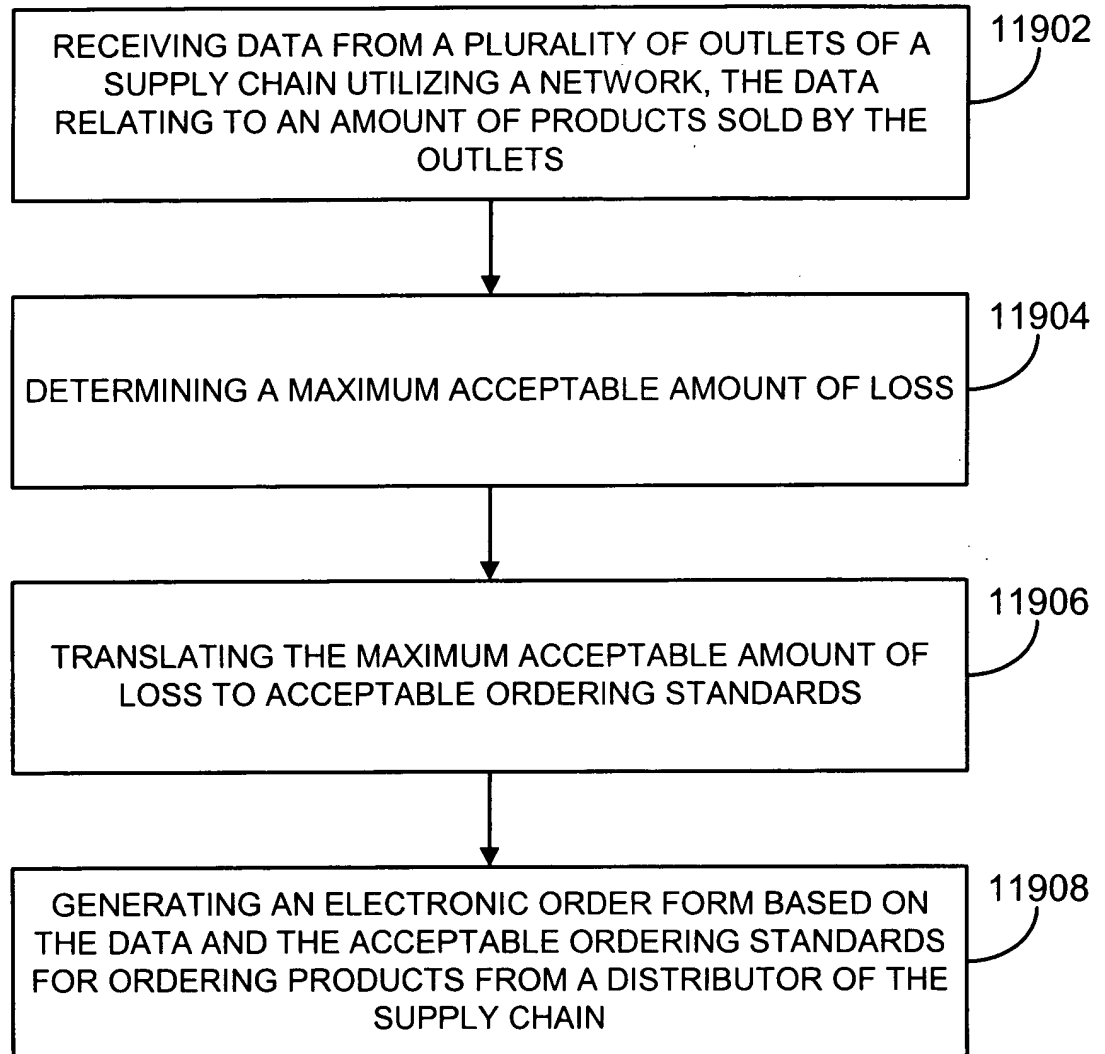 RECEIVING DATA FROM A PLURALITY OF OUTLETS OF A
SUPPLY CHAIN UTILIZING A NETWORK, THE DATA
RELATING TO AN AMOUNT OF PRODUCTS SOLD BY THE
OUTLETS
11902
DETERMINING A MAXIMUM ACCEPTABLE AMOUNT OF LOSS
11904
TRANSLATING THE MAXIMUM ACCEPTABLE AMOUNT OF
LOSS TO ACCEPTABLE ORDERING STANDARDS
11906
GENERATING AN ELECTRONIC ORDER FORM BASED ON
THE DATA AND THE ACCEPTABLE ORDERING STANDARDS
FOR ORDERING PRODUCTS FROM A DISTRIBUTOR OF THE
SUPPLY CHAIN
11908